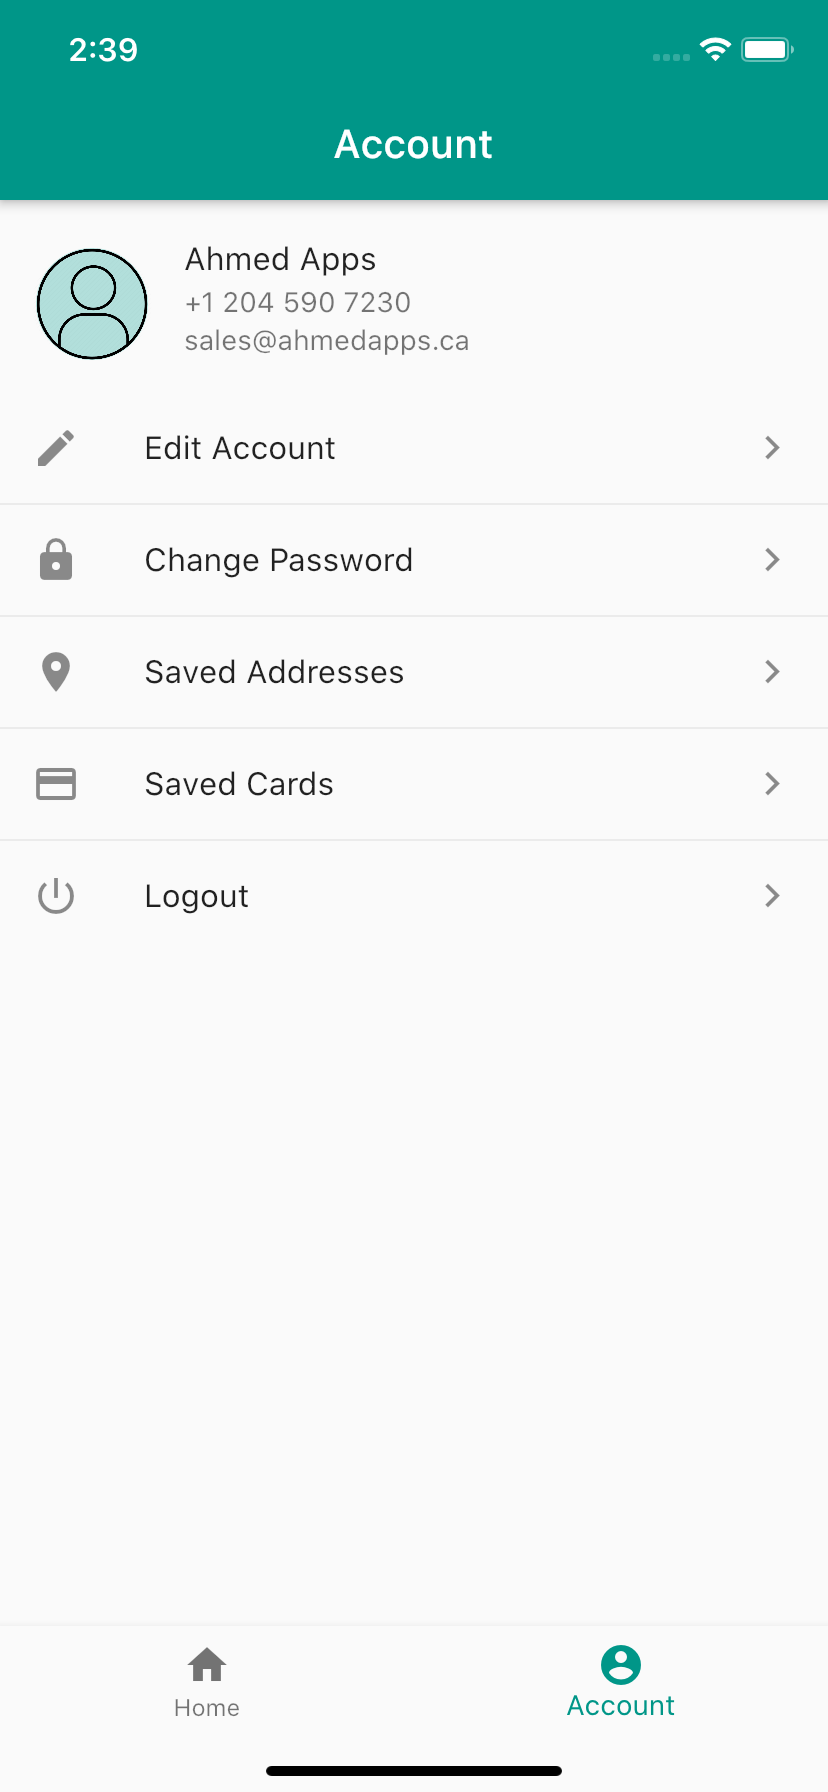 2:39
Account
Ahmed Apps
+1 204 590 7230
sales@ahmedapps.ca
Edit Account
Change Password
Saved Addresses
Saved Cards
Logout
Home
Account